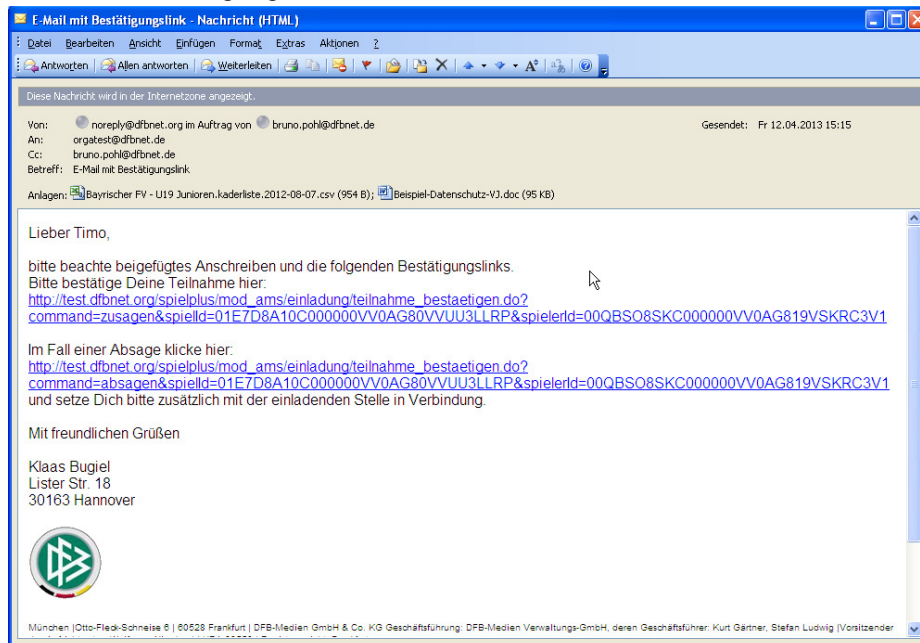 E-Mail mit Bestätigungslink - Nachricht (HTML)
Datei Bearbeiten Ansicht Einfügen Format Extras Aktionen ?
Antworten Allen antworten Weiterleiten
Diese Nachricht wird in der Internetzone angezeigt.
Von: noreply@dfbnet.org im Auftrag von bruno.pohl@dfbnet.de Gesendet: Fr 12.04.2013 15:15
An: orgatest@dfbnet.de
Cc: bruno.pohl@dfbnet.de
Betreff: E-Mail mit Bestätigungslink
Anlagen: Bayrischer FV - U19 Junioren.kaderliste.2012-08-07.csv (954 B); Beispiel-Datenschutz-VJ.doc (95 KB)
Lieber Timo,
bitte beachte beigefügtes Anschreiben und die folgenden Bestätigungslinks.
Bitte bestätige Deine Teilnahme hier:
http://test.dfbnet.org/spielplus/mod_ams/einladung/teilnahme_bestaetigen.do?
command=zusagen&spielId=01E7D8A10C000000VV0AG80VVUU3LLRP&spielerId=00QBSO8SKC000000VV0AG819VSKRC3V1
Im Fall einer Absage klicke hier:
http://test.dfbnet.org/spielplus/mod_ams/einladung/teilnahme_bestaetigen.do?
command=absagen&spielId=01E7D8A10C000000VV0AG80VVUU3LLRP&spielerId=00QBSO8SKC000000VV0AG819VSKRC3V1
und setze Dich bitte zusätzlich mit der einladenden Stelle in Verbindung.
Mit freundlichen Grüßen
Klaas Bugiel
Lister Str. 18
30163 Hannover
DFB
München |Otto-Fleck-Schneise 6 | 60528 Frankfurt | DFB-Medien GmbH & Co. KG Geschäftsführung: DFB-Medien Verwaltungs-GmbH, deren Geschäftsführer: Kurt Gärtner, Stefan Ludwig |Vorsitzender